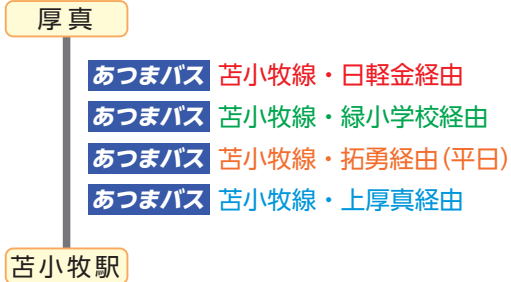 厚真
あつまバス 苫小牧線・日軽金経由
あつまバス 苫小牧線・緑小学校経由
あつまバス 苫小牧線・拓勇経由(平日)
あつまバス 苫小牧線・上厚真経由
苫小牧駅